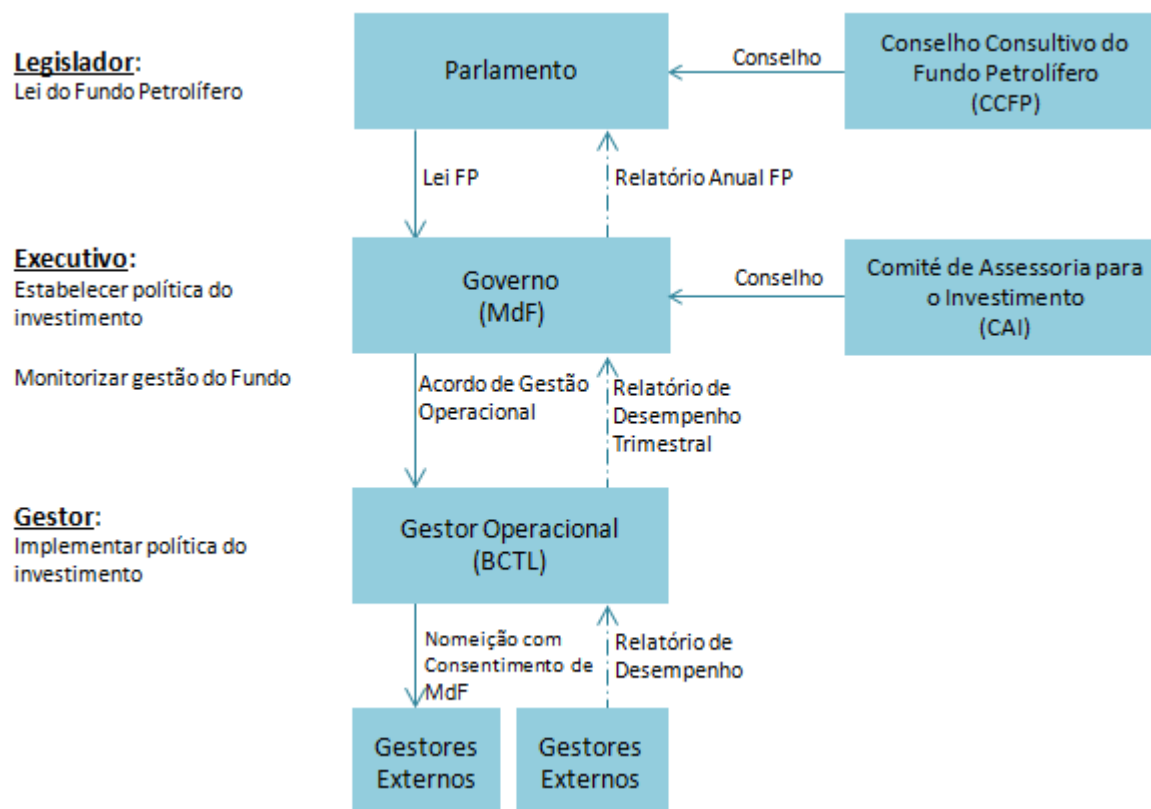 Legislador:
Lei do Fundo Petrolífero
Parlamento
Conselho
Conselho Consultivo do
Fundo Petrolífero
(CCFP)
Lei FP
Relatório Anual FP
Executivo:
Estabelecer política do
investimento
Monitorizar gestão do Fundo
Governo
(MdF)
Conselho
Comité de Assessoria para
o Investimento
(CAI)
Acordo de Gestão
Operacional
Relatório de
Desempenho
Trimestral
Gestor:
Implementar política do
investimento
Gestor Operacional
(BCTL)
Nomeição com
Consentimento de
MdF
Relatório de
Desempenho
Gestores
Externos
Gestores
Externos